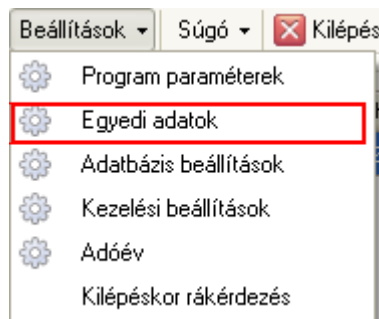 Beállítások Súgó Kilépés
Program paraméterek
Egyedi adatok
Adatbázis beállítások
Kezelési beállítások
Adóév
Kilépéskor rákérdezés